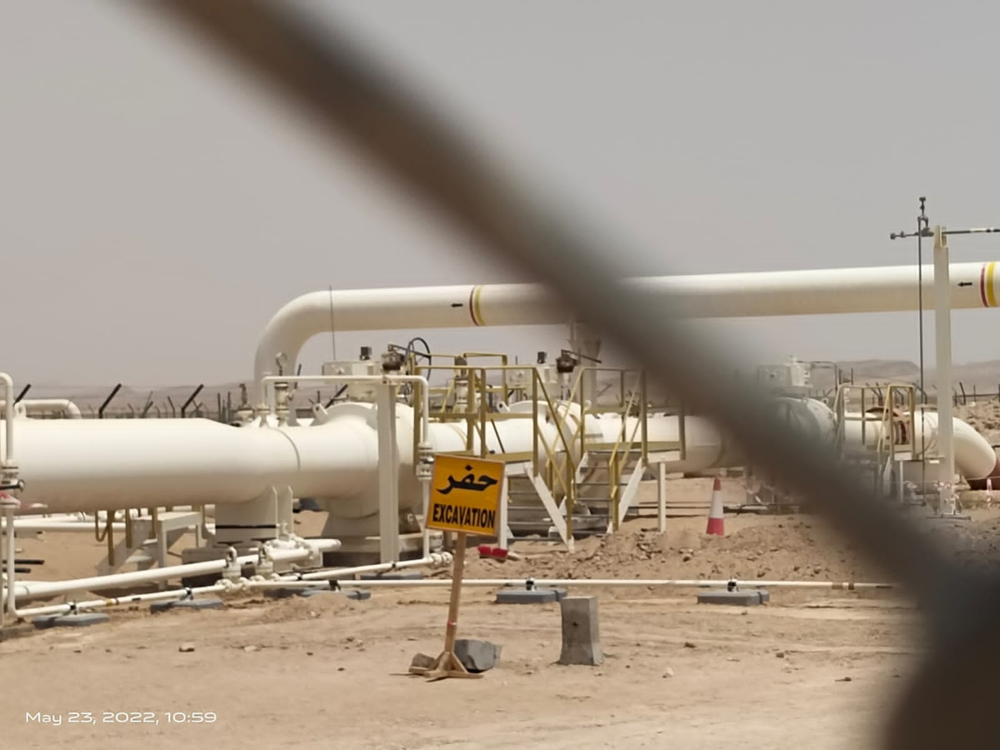 حفر
EXCAVATION
May 23, 2022, 10:59